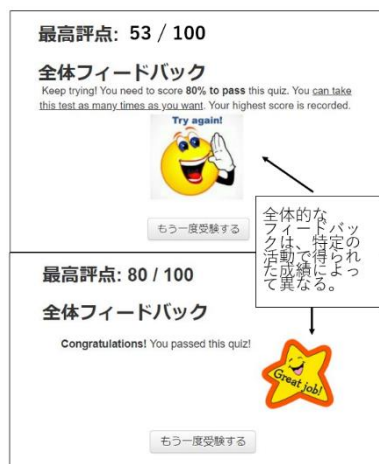 最高評点: 53 / 100
全体フィードバック
Keep trying! You need to score 80% to pass this quiz. You can take
this test as many times as you want. Your highest score is recorded.
Try again!
もう一度受験する
全体的な
フィードバッ
クは、特定の
活動で得られ
た成績によっ
て異なる。
最高評点: 80 / 100
全体フィードバック
Congratulations! You passed this quiz!
Great job!
もう一度受験する